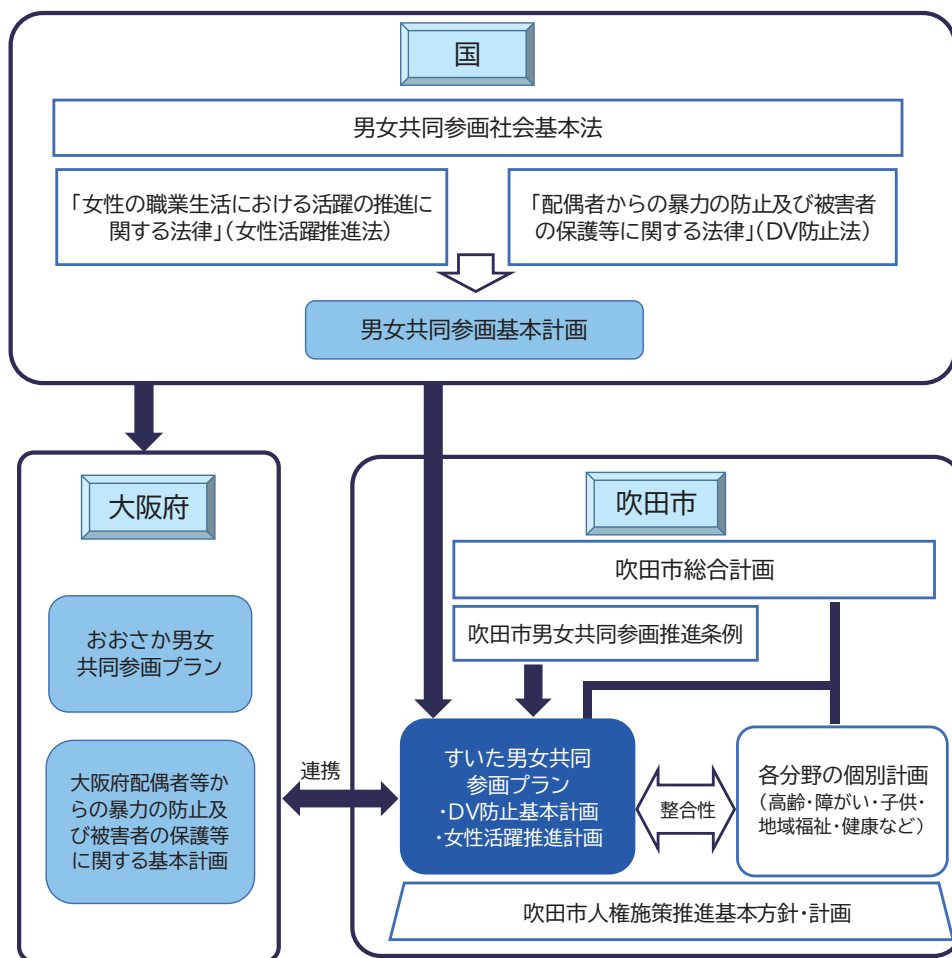 国
男女共同参画社会基本法
「女性の職業生活における活躍の推進に
関する法律」(女性活躍推進法)
「配偶者からの暴力の防止及び被害者
の保護等に関する法律」(DV防止法)
男女共同参画基本計画
大阪府
おおさか男女
共同参画プラン
大阪府配偶者等か
らの暴力の防止及
び被害者の保護等
に関する基本計画
連携
吹田市
吹田市総合計画
吹田市男女共同参画推進条例
すいた男女共同
参画プラン
・DV防止基本計画
・女性活躍推進計画
整合性
各分野の個別計画
(高齢・障がい・子供・
地域福祉・健康など)
吹田市人権施策推進基本方針・計画